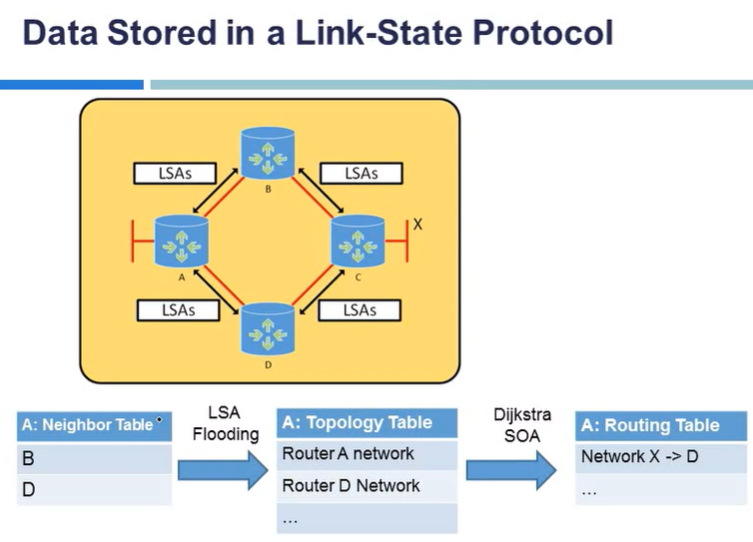 Data Stored in a Link-State Protocol
LSAs
LSAs
B
X
A
C
LSAs
LSAs
D
A: Neighbor Table
B
D
LSA
Flooding
A: Topology Table
Router A network
Router D Network
...
Dijkstra
SOA
A: Routing Table
Network X -> D
...